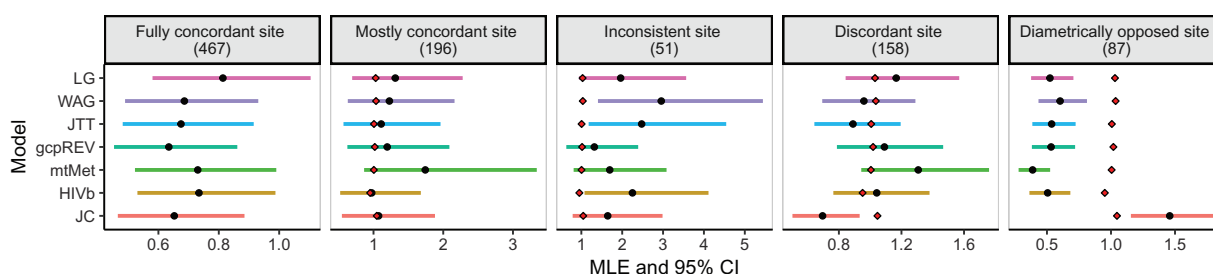 Fully concordant site
(467)
Mostly concordant site
(196)
Inconsistent site
(51)
Discordant site
(158)
Diametrically opposed site
(87)
Model
LG
WAG
JTT
gcpREV
mtMet
HIVb
JC
0.6 0.8 1.0
1 2 3
1 2 3 4 5
0.8 1.2 1.6
0.5 1.0 1.5
MLE and 95% CI